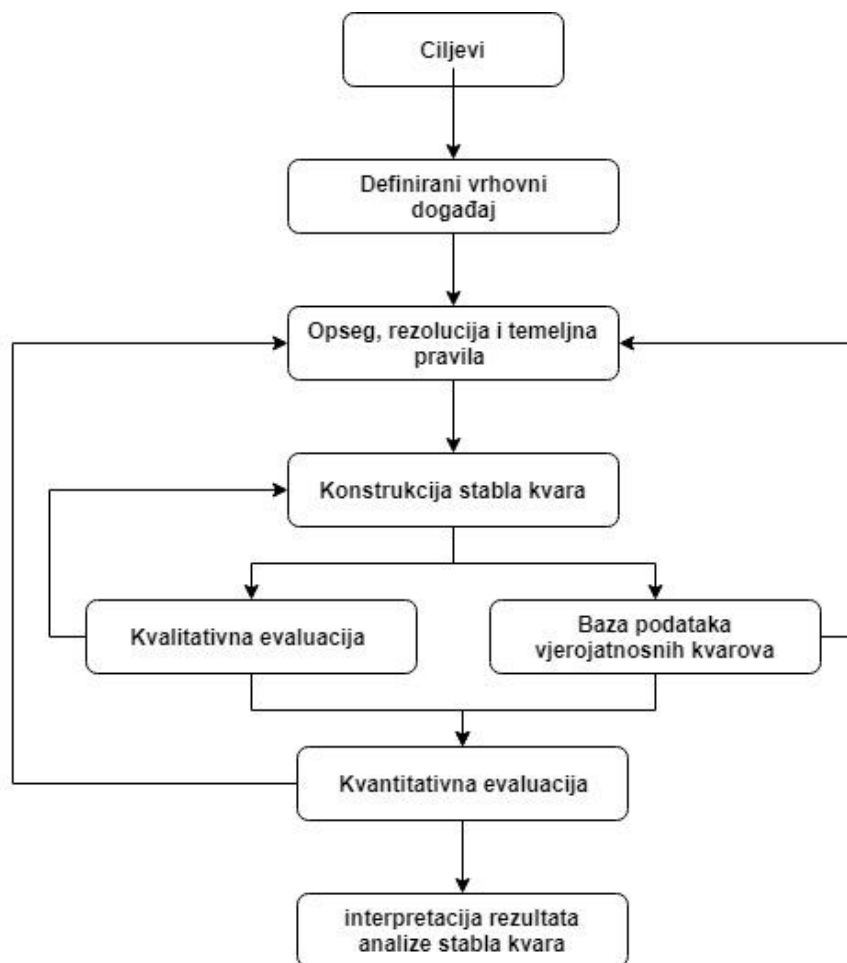 Ciljevi
Definirani vrhovni
događaj
Opseg, rezolucija i temeljna
pravila
Konstrukcija stabla kvara
Kvalitativna evaluacija
Baza podataka
vjerojatnosnih kvarova
Kvantitativna evaluacija
interpretacija rezultata
analize stabla kvara